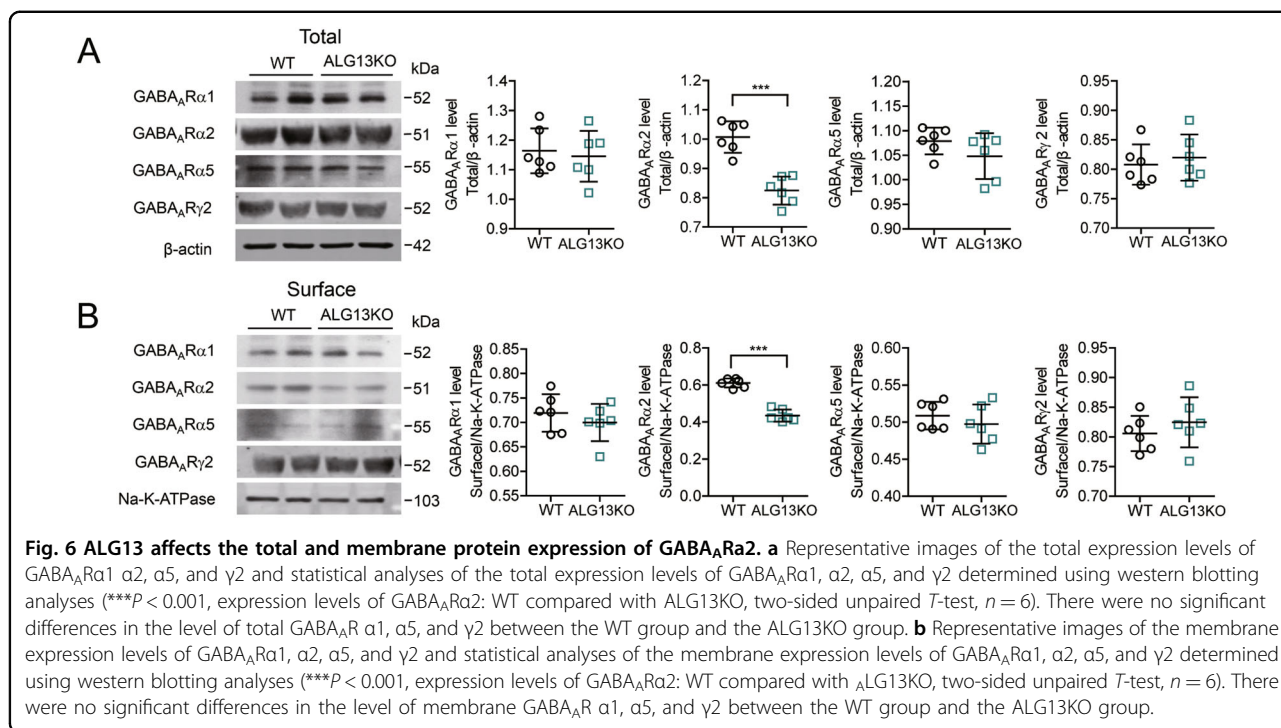 A
Total
WT ALG13KO
kDa
GABAARα1 -52
GABAARα2 -51
GABAARα5 -55
GABAARγ2 -52
β-actin -42
GABAARα1 level
Total/β-actin
1.4
1.3
1.2
1.1
1.0
0.9
WT ALG13KO
GABAARα2 level
Total/β-actin
1.2
1.1
1.0
0.9
0.8
0.7
***
WT ALG13KO
GABAARα5 level
Total/β-actin
1.20
1.15
1.10
1.05
1.00
0.95
0.90
WT ALG13KO
GABAARγ2 level
Total/β-actin
0.95
0.90
0.85
0.80
0.75
0.70
WT ALG13KO
B
Surface
WT ALG13KO
kDa
GABAARα1 -52
GABAARα2 -51
GABAARα5 -55
GABAARγ2 -52
Na-K-ATPase -103
GABAARα1 level
Surfacel/Na-K-ATPase
0.85
0.80
0.75
0.70
0.65
0.60
0.55
WT ALG13KO
GABAARα2 level
Surface/Na-K-ATPase
0.8
0.6
0.4
0.2
0.0
***
WT ALG13KO
GABAARα5 level
Surface/Na-K-ATPase
0.60
0.55
0.50
0.45
0.40
WT ALG13KO
GABAARγ2 level
Surface/Na-K-ATPase
0.95
0.90
0.85
0.80
0.75
0.70
WT ALG13KO
Fig. 6 ALG13 affects the total and membrane protein expression of GABAARa2. a Representative images of the total expression levels of
GABAARα1 α2, α5, and γ2 and statistical analyses of the total expression levels of GABAARα1, α2, α5, and γ2 determined using western blotting
analyses (***P < 0.001, expression levels of GABAARα2: WT compared with ALG13KO, two-sided unpaired T-test, n = 6). There were no significant
differences in the level of total GABAAR α1, α5, and γ2 between the WT group and the ALG13KO group. b Representative images of the membrane
expression levels of GABAARα1, α2, α5, and γ2 and statistical analyses of the membrane expression levels of GABAARα1, α2, α5, and γ2 determined
using western blotting analyses (***P < 0.001, expression levels of GABAARα2: WT compared with ALG13KO, two-sided unpaired T-test, n = 6). There
were no significant differences in the level of membrane GABAAR α1, α5, and γ2 between the WT group and the ALG13KO group.